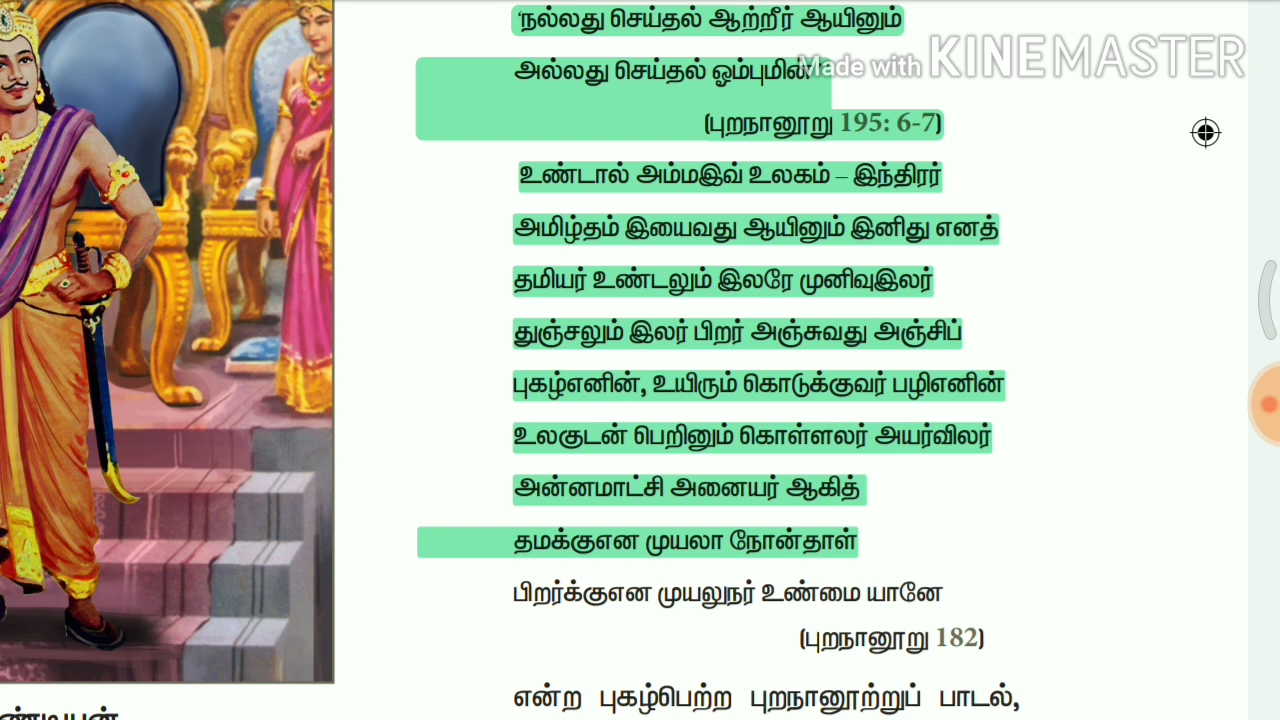 ‘நல்லது செய்தல் ஆற்றீர் ஆயினும்
அல்லது செய்தல் ஓம்புமின்’
Made with KINEMASTER
(புறநானூறு 195: 6-7)
உண்டால் அம்மஇவ் உலகம் – இந்திரர்
அமிழ்தம் இயைவது ஆயினும் இனிது எனத்
தமியர் உண்டலும் இலரே முனிவுஇலர்
துஞ்சலும் இலர் பிறர் அஞ்சுவது அஞ்சிப்
புகழ்எனின், உயிரும் கொடுக்குவர் பழிஎனின்
உலகுடன் பெறினும் கொள்ளலர் அயர்விலர்
அன்னமாட்சி அனையர் ஆகித்
தமக்குஎன முயலா நோன்தாள்
பிறர்க்குஎன முயலுநர் உண்மை யானே
(புறநானூறு 182)
என்ற புகழ்பெற்ற புறநானூற்றுப் பாடல்,